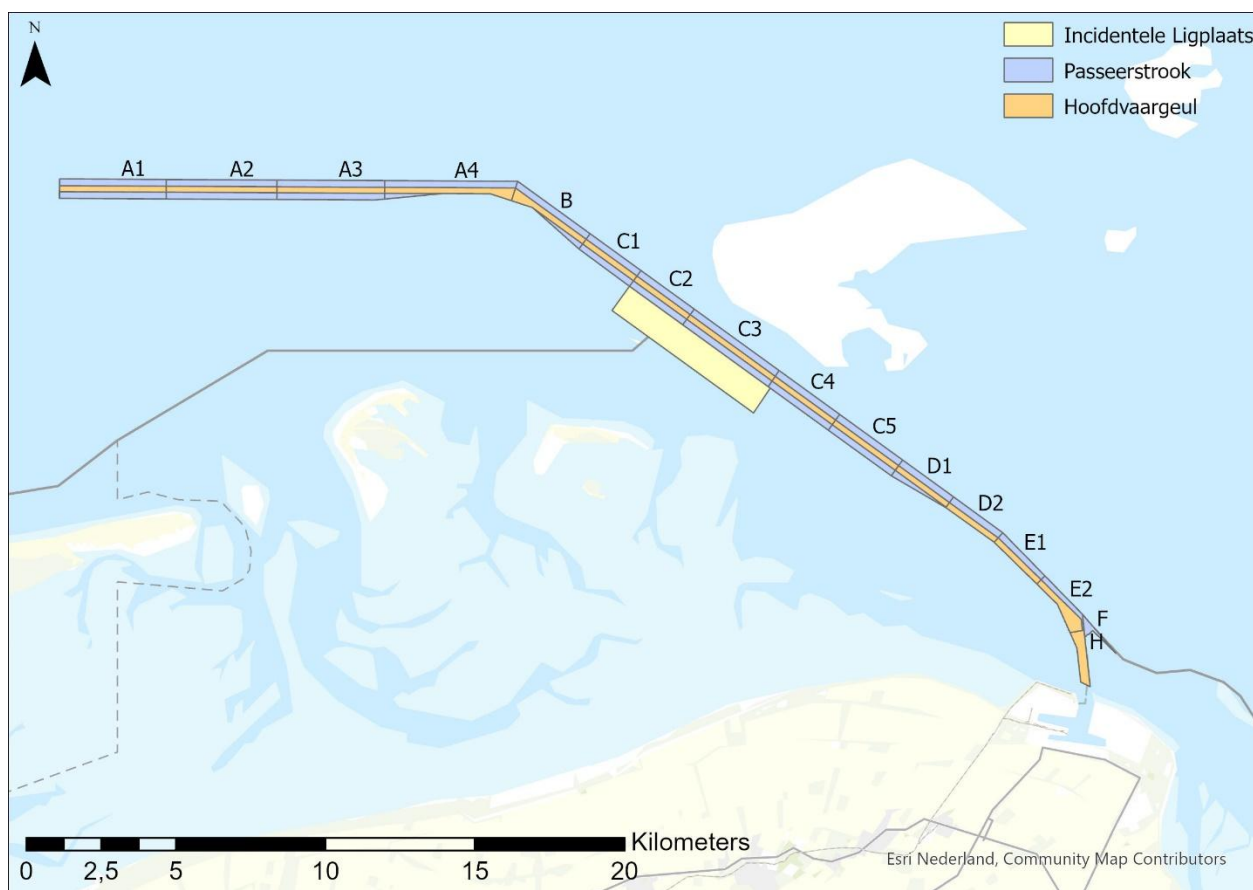 N
Incidentele Ligplaats
Passeerstrook
Hoofdvaargeul
A1 A2 A3 A4
B
C1
C2
C3
C4
C5
D1
D2
E1
E2
F
H
Kilometers
0 2,5 5 10 15 20
Esri Nederland, Community Map Contributors